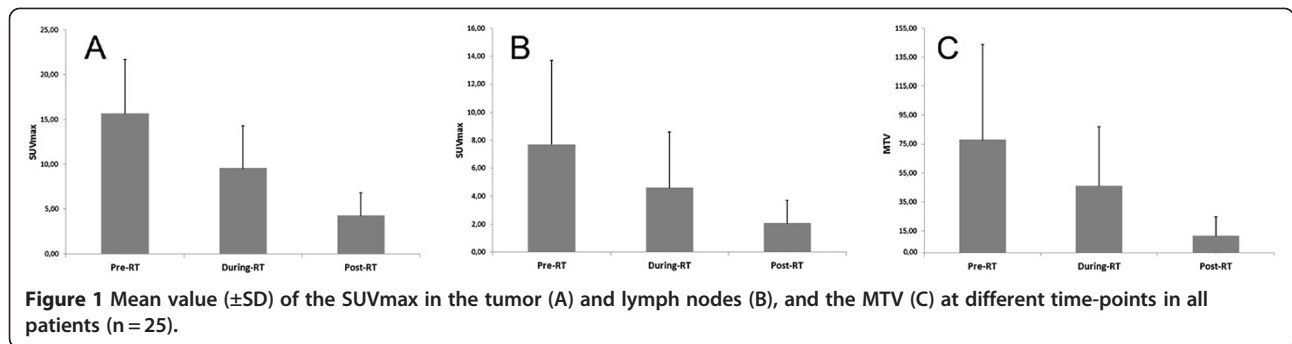 A
25,00
20,00
15,00
10,00
5,00
0,00
SUVmax
Pre-RT During-RT Post-RT
B
16,00
14,00
12,00
10,00
8,00
6,00
4,00
2,00
0,00
SUVmax
Pre-RT During-RT Post-RT
C
155,00
135,00
115,00
95,00
75,00
55,00
35,00
15,00
0,00
MTV
Pre-RT During-RT Post-RT
Figure 1 Mean value (±SD) of the SUVmax in the tumor (A) and lymph nodes (B), and the MTV (C) at different time-points in all
patients (n = 25).